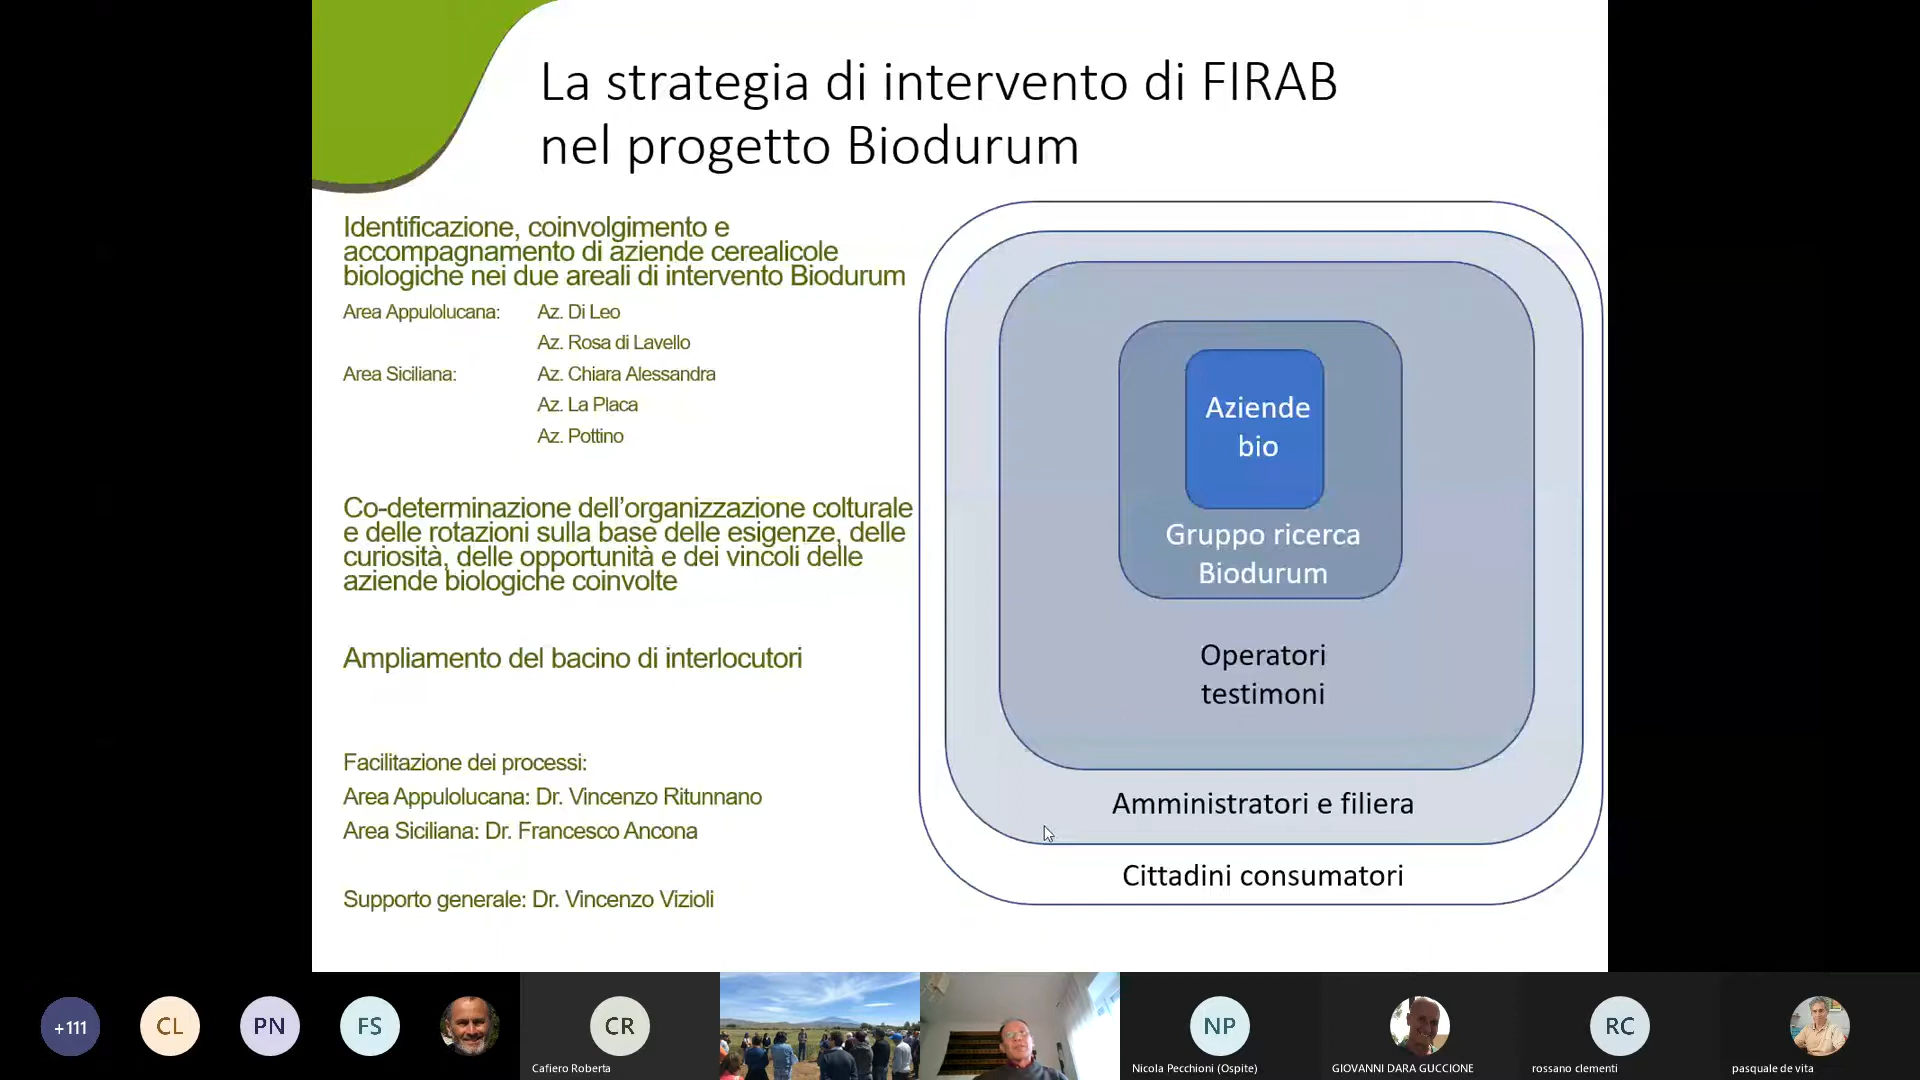 La strategia di intervento di FIRAB
nel progetto Biodurum
Identificazione, coinvolgimento e
accompagnamento di aziende cerealicole
biologiche nei due areali di intervento Biodurum
Area Appulolucana: Az. Di Leo
Az. Rosa di Lavello
Area Siciliana: Az. Chiara Alessandra
Az. La Placa
Az. Pottino
Co-determinazione dell’organizzazione colturale
e delle rotazioni sulla base delle esigenze, delle
curiosità, delle opportunità e dei vincoli delle
aziende biologiche coinvolte
Ampliamento del bacino di interlocutori
Facilitazione dei processi:
Area Appulolucana: Dr. Vincenzo Ritunnano
Area Siciliana: Dr. Francesco Ancona
Supporto generale: Dr. Vincenzo Vizioli
Aziende
bio
Gruppo ricerca
Biodurum
Operatori
testimoni
Amministratori e filiera
Cittadini consumatori
+111
CL
PN
FS
CR
Cafiero Roberta
NP
Nicola Pecchioni (Ospite)
GIOVANNI DARA GUCCIONE
RC
rossano clementi
pasquale de vita